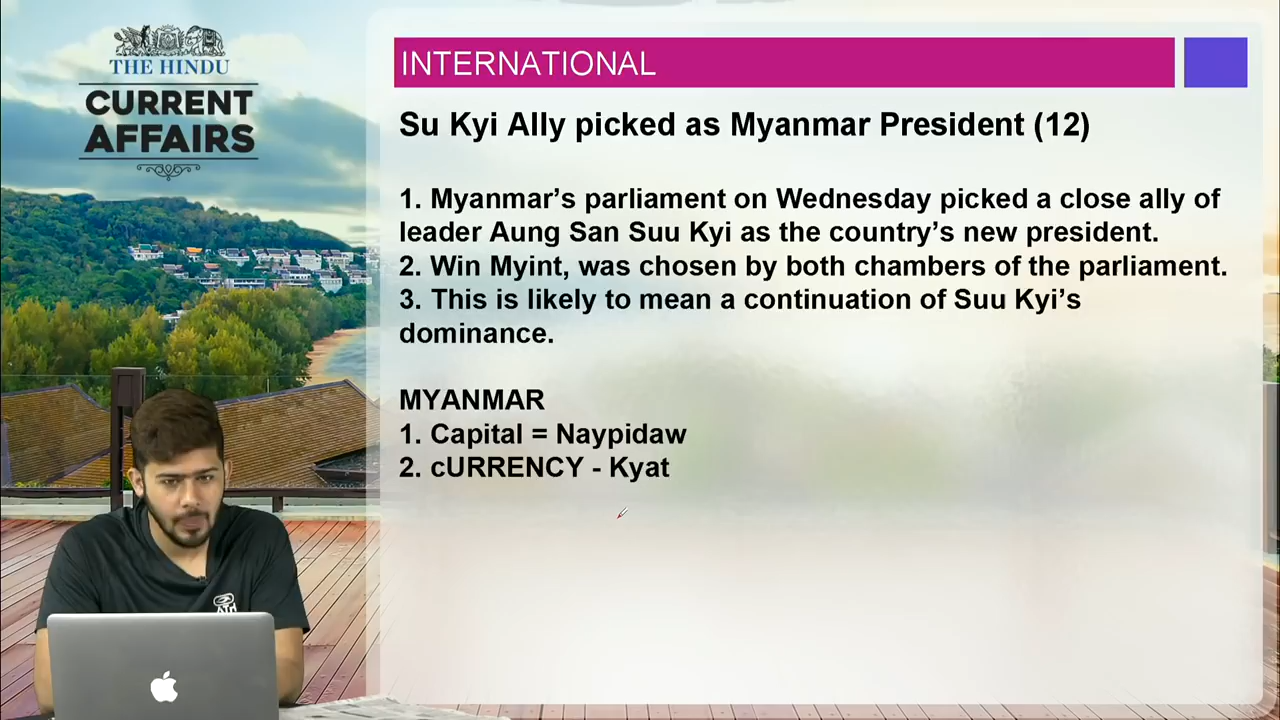 THE HINDU
CURRENT
AFFAIRS
INTERNATIONAL
Su Kyi Ally picked as Myanmar President (12)
1. Myanmar’s parliament on Wednesday picked a close ally of
leader Aung San Suu Kyi as the country’s new president.
2. Win Myint, was chosen by both chambers of the parliament.
3. This is likely to mean a continuation of Suu Kyi’s
dominance.
MYANMAR
1. Capital = Naypidaw
2. cURRENCY - Kyat